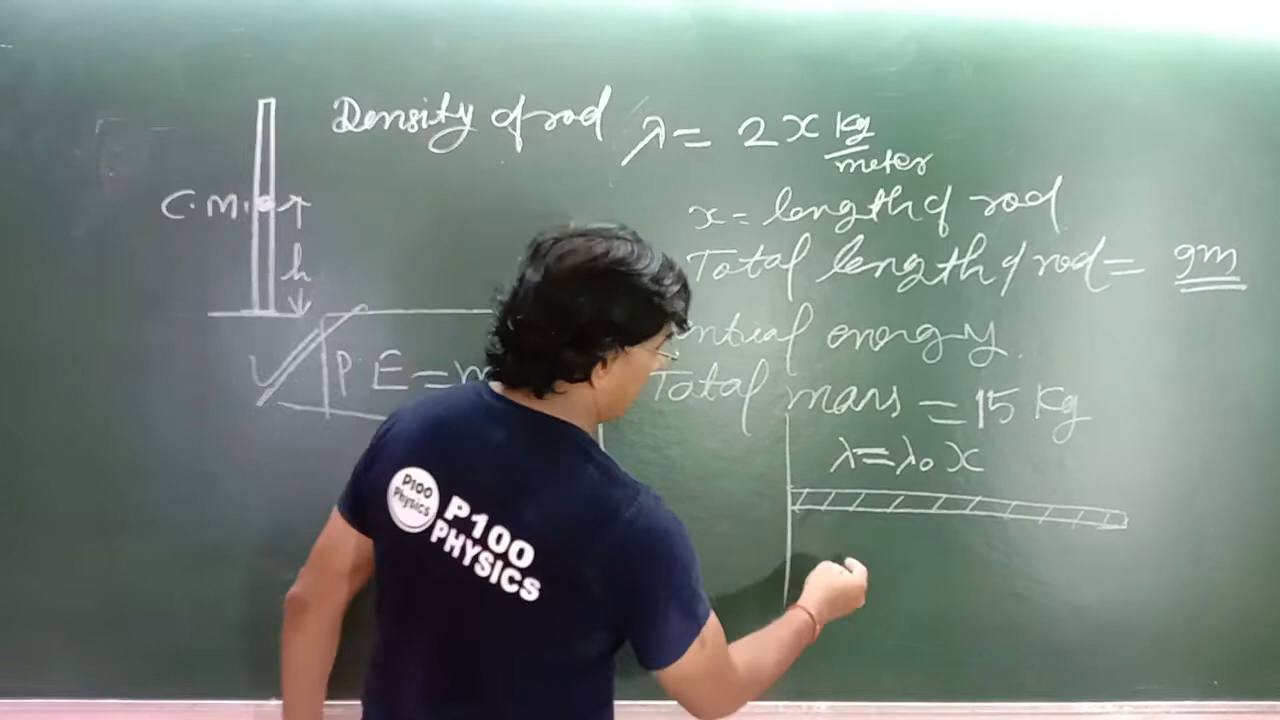 Density of rod λ = 2x kg/meter
C.M.
x = length of rod
h
Total length of rod = 9m
energy.
P.E = m
Total mass = 15 Kg
λ = λ₀ x
P100
Physics
P100
PHYSICS